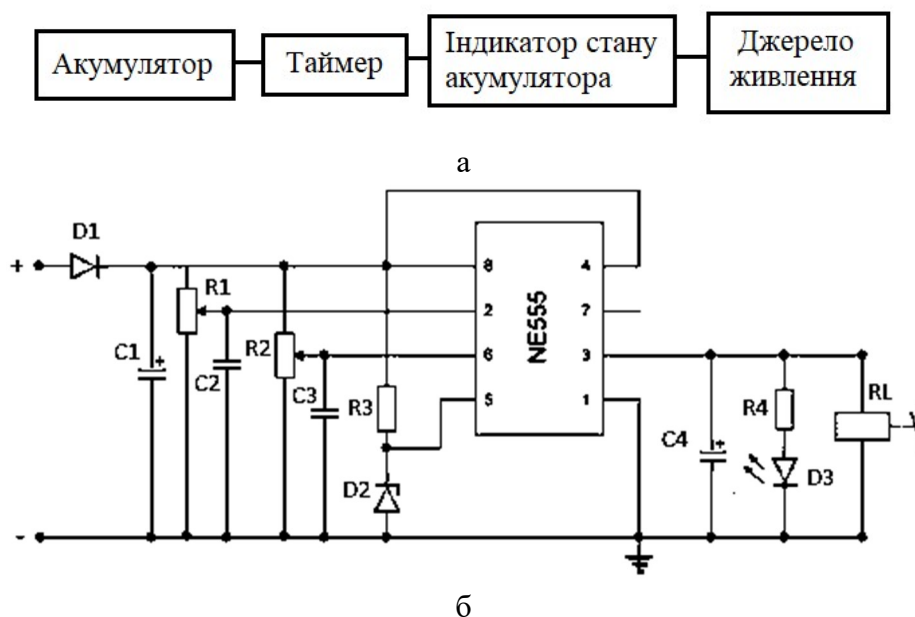 Акумулятор
Таймер
Індикатор стану
акумулятора
Джерело
живлення
а
D1
+
R1
C1
+
C2
R2
C3
R3
D2
8
2
6
5
NE555
4
7
3
1
C4
+
R4
D3
RL
-
б